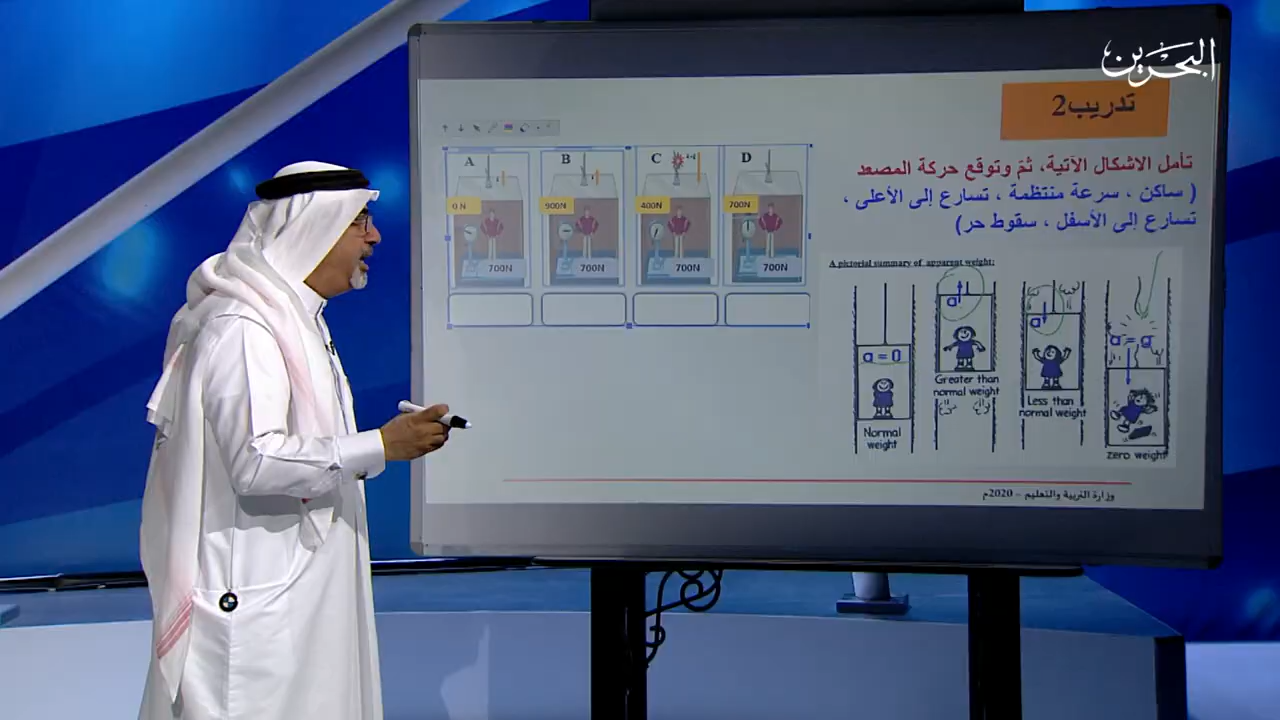 البحرين
تدريب2
تأمل الاشكال الآتية، ثمّ وتوقع حركة المصعد
( ساكن ، سرعة منتظمة ، تسارع إلى الأعلى ،
تسارع إلى الأسفل ، سقوط حر)
A B C D
0 N 900N 400N 700N
700N 700N 700N 700N
A pictorial summary of apparent weight:
a = 0
Normal weight
a
Greater than normal weight
a
Less than normal weight
a = g
zero weight
وزارة التربية والتعليم – 2020م